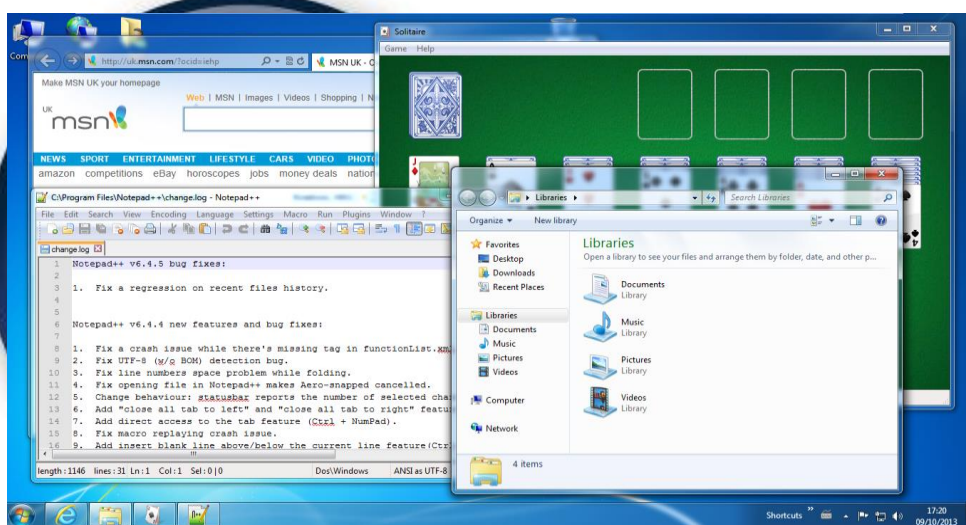 Com
http://uk.msn.com/?ocid=iehp
MSN UK - O
Make MSN UK your homepage
Web | MSN | Images | Videos | Shopping | N
UK
msn
NEWS SPORT ENTERTAINMENT LIFESTYLE CARS VIDEO PHOTO
amazon competitions eBay horoscopes jobs money deals nation
Solitaire
Game Help
J
C:\Program Files\Notepad++\change.log - Notepad++
File Edit Search View Encoding Language Settings Macro Run Plugins Window ?
change.log
1 Notepad++ v6.4.5 bug fixes:
2
3 1. Fix a regression on recent files history.
4
5
6 Notepad++ v6.4.4 new features and bug fixes:
7
8 1. Fix a crash issue while there's missing tag in functionList.xml
9 2. Fix UTF-8 (w/o BOM) detection bug.
10 3. Fix line numbers space problem while folding.
11 4. Fix opening file in Notepad++ makes Aero-snapped cancelled.
12 5. Change behaviour: statusbar reports the number of selected cha
13 6. Add "close all tab to left" and "close all tab to right" featu
14 7. Add direct access to the tab feature (Ctrl + NumPad).
15 8. Fix macro replaying crash issue.
16 9. Add insert blank line above/below the current line feature(Ctr
length : 1146 lines : 31 Ln : 1 Col : 1 Sel : 0 | 0 Dos\Windows ANSI as UTF-8
Libraries
Search Libraries
Organize New library
Favorites
Desktop
Downloads
Recent Places
Libraries
Documents
Music
Pictures
Videos
Computer
Network
Libraries
Open a library to see your files and arrange them by folder, date, and other p...
Documents
Library
Music
Library
Pictures
Library
Videos
Library
4 items
Shortcuts
17:20
09/10/2013